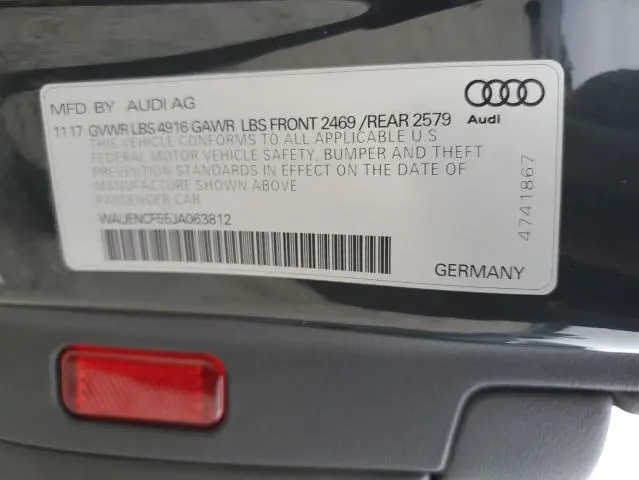 MFD. BY AUDI AG
11 17 GVWR LBS 4916 GAWR LBS FRONT 2469 /REAR 2579
THIS VEHICLE CONFORMS TO ALL APPLICABLE U.S
FEDERAL MOTOR VEHICLE SAFETY, BUMPER AND THEFT
PREVENTION STANDARDS IN EFFECT ON THE DATE OF
MANUFACTURE SHOWN ABOVE
PASSENGER CAR
WAUENCF55JA063812
GERMANY
Audi
4741867